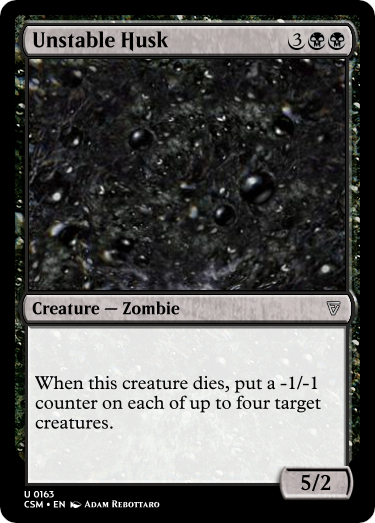 Unstable Husk 3
Creature — Zombie
When this creature dies, put a -1/-1
counter on each of up to four target
creatures.
5/2
U 0163
CSM • EN Adam Rebottaro